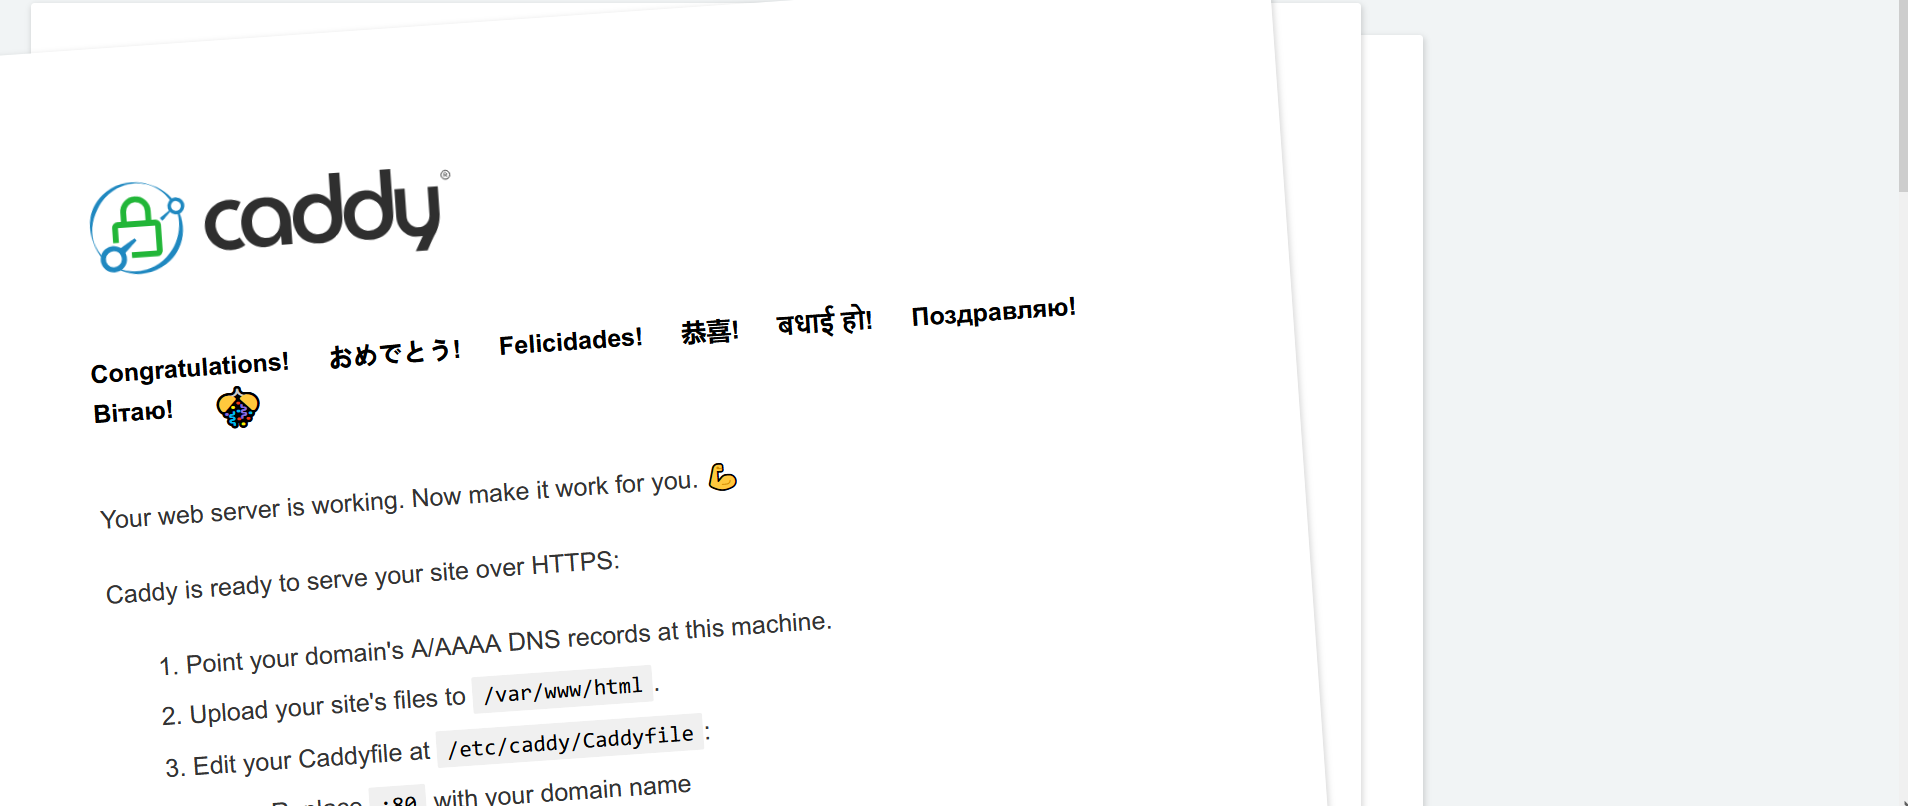 caddy®
Congratulations! おめでとう! Felicidades! 恭喜! बधाई हो! Поздравляю!
Вітаю!
Your web server is working. Now make it work for you. 💪
Caddy is ready to serve your site over HTTPS:
1. Point your domain's A/AAAA DNS records at this machine.
2. Upload your site's files to /var/www/html.
3. Edit your Caddyfile at /etc/caddy/Caddyfile:
Replace :80 with your domain name